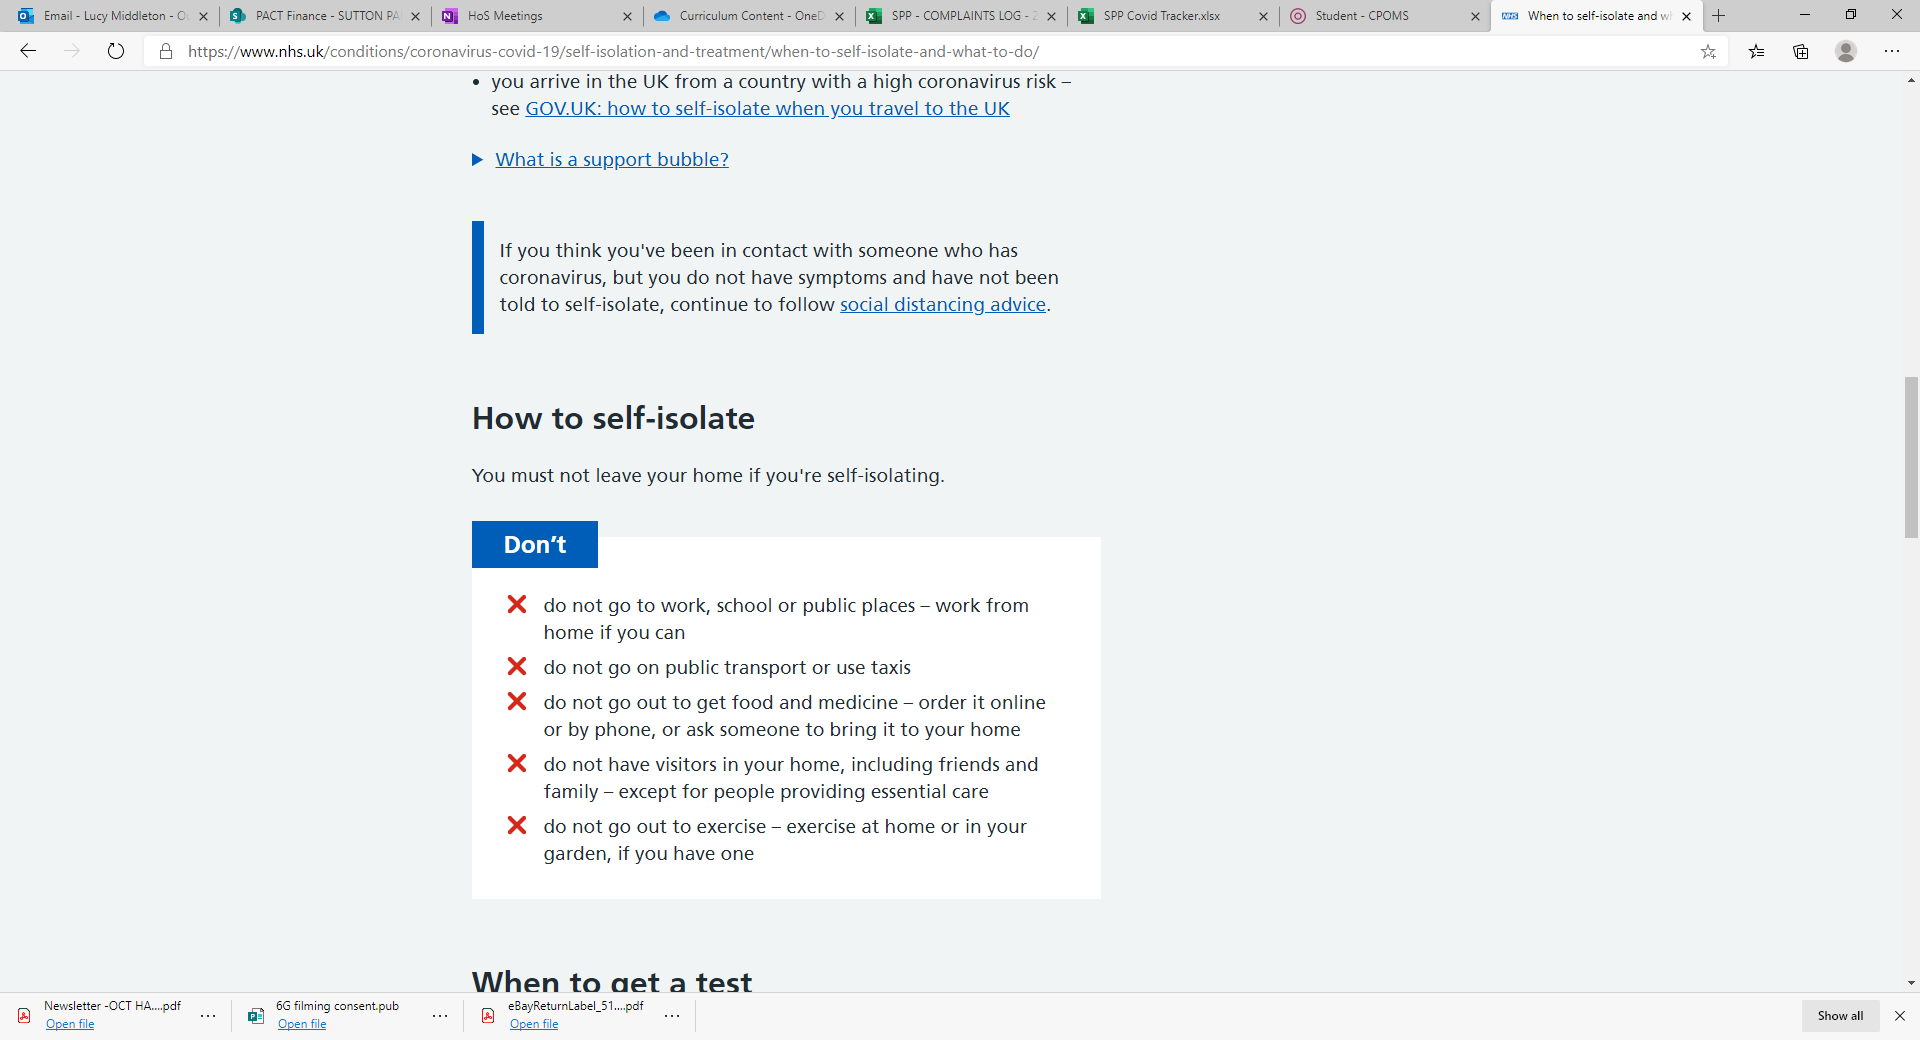 Email - Lucy Middleton - Ou
PACT Finance - SUTTON PA
HoS Meetings
Curriculum Content - OneD
SPP - COMPLAINTS LOG - 2
SPP Covid Tracker.xlsx
Student - CPOMS
When to self-isolate and wh
https://www.nhs.uk/conditions/coronavirus-covid-19/self-isolation-and-treatment/when-to-self-isolate-and-what-to-do/
• you arrive in the UK from a country with a high coronavirus risk –
see GOV.UK: how to self-isolate when you travel to the UK
What is a support bubble?
If you think you've been in contact with someone who has
coronavirus, but you do not have symptoms and have not been
told to self-isolate, continue to follow social distancing advice.
How to self-isolate
You must not leave your home if you're self-isolating.
Don’t
do not go to work, school or public places – work from
home if you can
do not go on public transport or use taxis
do not go out to get food and medicine – order it online
or by phone, or ask someone to bring it to your home
do not have visitors in your home, including friends and
family – except for people providing essential care
do not go out to exercise – exercise at home or in your
garden, if you have one
When to get a test
Newsletter -OCT HA....pdf
Open file
6G filming consent.pub
Open file
eBayReturnLabel_51....pdf
Open file
Show all